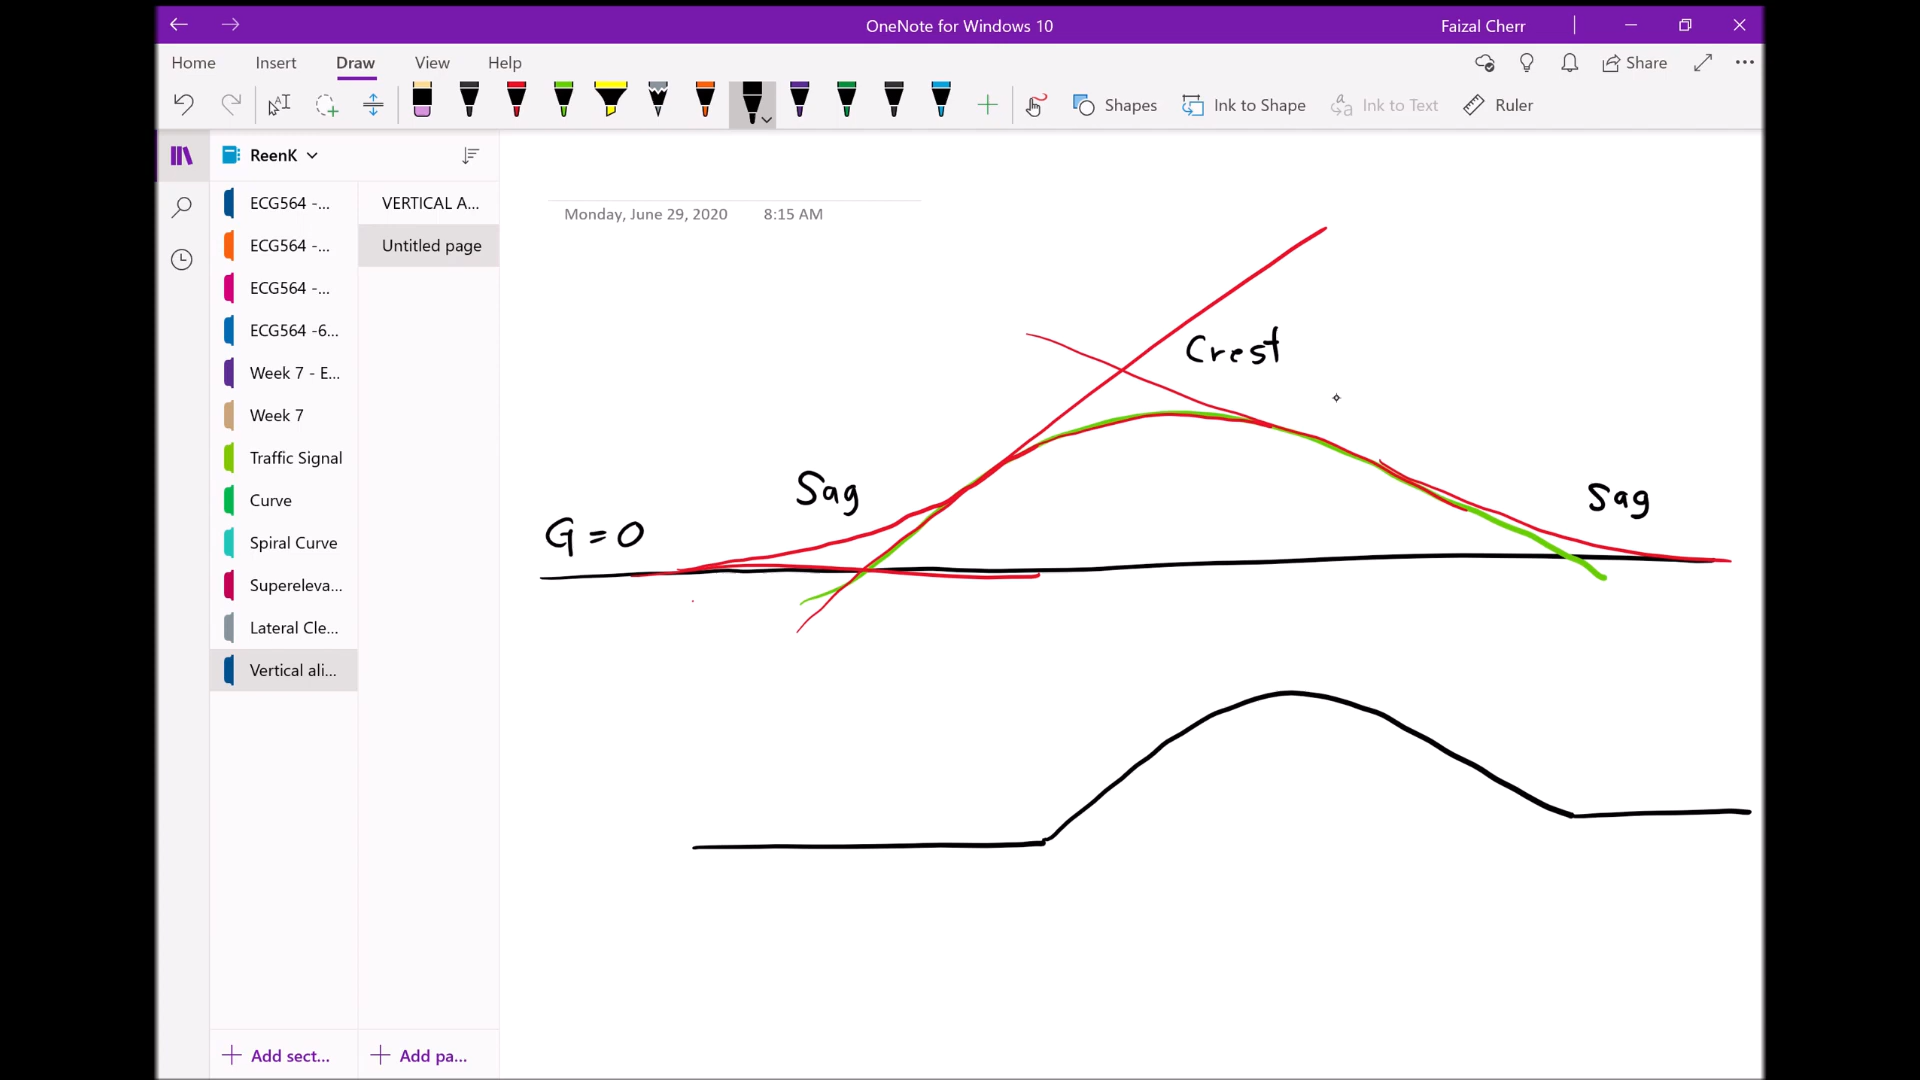 OneNote for Windows 10
Faizal Cherr
Home
Insert
Draw
View
Help
Share
Shapes
Ink to Shape
Ink to Text
Ruler
ReenK
ECG564 -...
ECG564 -...
ECG564 -...
ECG564 -6...
Week 7 - E...
Week 7
Traffic Signal
Curve
Spiral Curve
Supereleva...
Lateral Cle...
Vertical ali...
Add sect...
VERTICAL A...
Untitled page
Add pa...
Monday, June 29, 2020 8:15 AM
Crest
Sag
Sag
G = 0